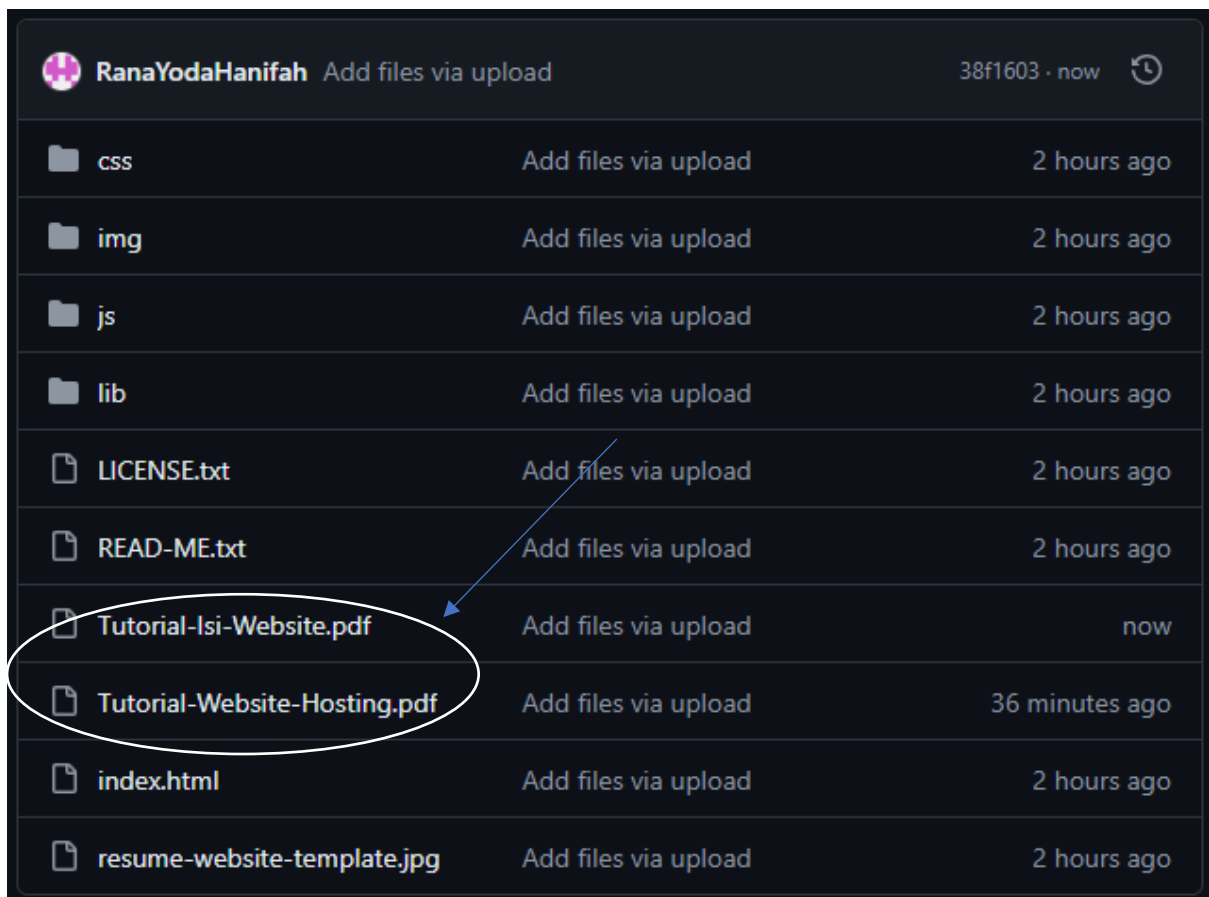 RanaYodaHanifah Add files via upload 38f1603 · now
css Add files via upload 2 hours ago
img Add files via upload 2 hours ago
js Add files via upload 2 hours ago
lib Add files via upload 2 hours ago
LICENSE.txt Add files via upload 2 hours ago
READ-ME.txt Add files via upload 2 hours ago
Tutorial-Isi-Website.pdf Add files via upload now
Tutorial-Website-Hosting.pdf Add files via upload 36 minutes ago
index.html Add files via upload 2 hours ago
resume-website-template.jpg Add files via upload 2 hours ago